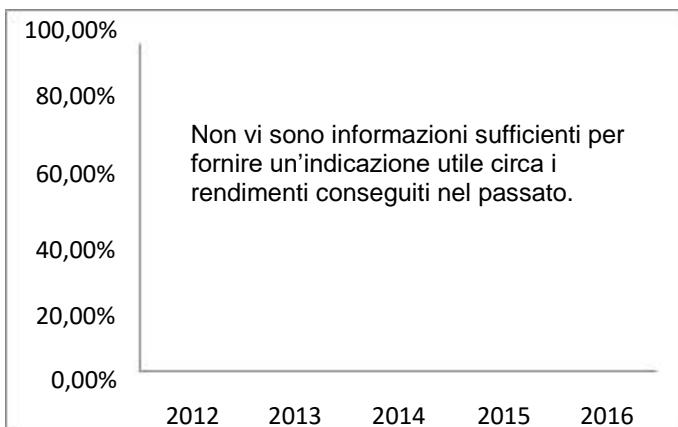 100,00%
80,00%
60,00%
40,00%
20,00%
0,00%
Non vi sono informazioni sufficienti per
fornire un’indicazione utile circa i
rendimenti conseguiti nel passato.
2012 2013 2014 2015 2016